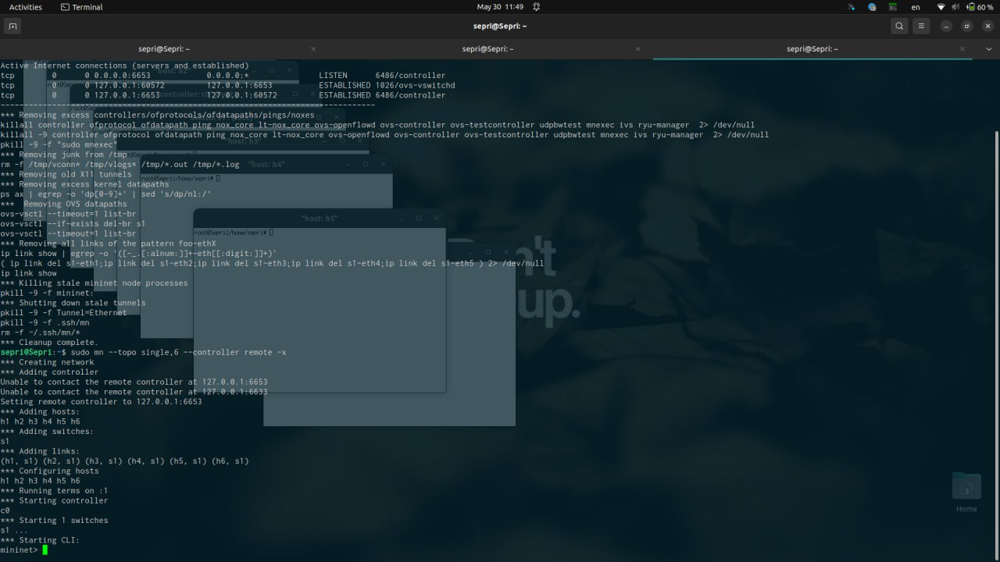 Activities Terminal May 30 11:49 en 60 %
sepri@Sepri: ~
sepri@Sepri: ~ × sepri@Sepri: ~ × sepri@Sepri: ~ ×
Active Internet connections (servers and established)
tcp 0 0 0.0.0.0:6653 0.0.0.0:* LISTEN 6486/controller
tcp 0 0 127.0.0.1:60572 127.0.0.1:6653 ESTABLISHED 1026/ovs-vswitchd
tcp 0 0 127.0.0.1:6653 127.0.0.1:60572 ESTABLISHED 6486/controller
------------------------------------------------------------
*** Removing excess controllers/ofprotocols/ofdatapaths/pings/noxes
killall controller ofprotocol ofdatapath ping nox_core lt-nox_core ovs-openflowd ovs-controller ovs-testcontroller udpbwtest mnexec ivs ryu-manager 2> /dev/null
killall -9 controller ofprotocol ofdatapath ping nox_core lt-nox_core ovs-openflowd ovs-controller ovs-testcontroller udpbwtest mnexec ivs ryu-manager 2> /dev/null
pkill -9 -f "sudo mnexec"
*** Removing junk from /tmp
rm -f /tmp/vconn* /tmp/vlogs* /tmp/*.out /tmp/*.log
*** Removing old X11 tunnels
*** Removing excess kernel datapaths
ps ax | egrep -o 'dp[0-9]+' | sed 's/dp/nl:/'
*** Removing OVS datapaths
ovs-vsctl --timeout=1 list-br
ovs-vsctl --if-exists del-br s1
ovs-vsctl --timeout=1 list-br
*** Removing all links of the pattern foo-ethX
ip link show | egrep -o '([-_.[:alnum:]]+-eth[[:digit:]]+)'
( ip link del s1-eth1;ip link del s1-eth2;ip link del s1-eth3;ip link del s1-eth4;ip link del s1-eth5 ) 2> /dev/null
ip link show
*** Killing stale mininet node processes
pkill -9 -f mininet:
*** Shutting down stale tunnels
pkill -9 -f Tunnel=Ethernet
pkill -9 -f .ssh/mn
rm -f ~/.ssh/mn/*
*** Cleanup complete.
sepri@Sepri:~$ sudo mn --topo single,6 --controller remote -x
*** Creating network
*** Adding controller
Unable to contact the remote controller at 127.0.0.1:6653
Unable to contact the remote controller at 127.0.0.1:6633
Setting remote controller to 127.0.0.1:6653
*** Adding hosts:
h1 h2 h3 h4 h5 h6
*** Adding switches:
s1
*** Adding links:
(h1, s1) (h2, s1) (h3, s1) (h4, s1) (h5, s1) (h6, s1)
*** Configuring hosts
h1 h2 h3 h4 h5 h6
*** Running terms on :1
*** Starting controller
c0
*** Starting 1 switches
s1 ...
*** Starting CLI:
mininet>
"host: h2"
"host: h3"
"host: h4"
root@Sepri:/home/sepri#
"host: h5"
root@Sepri:/home/sepri#
Home